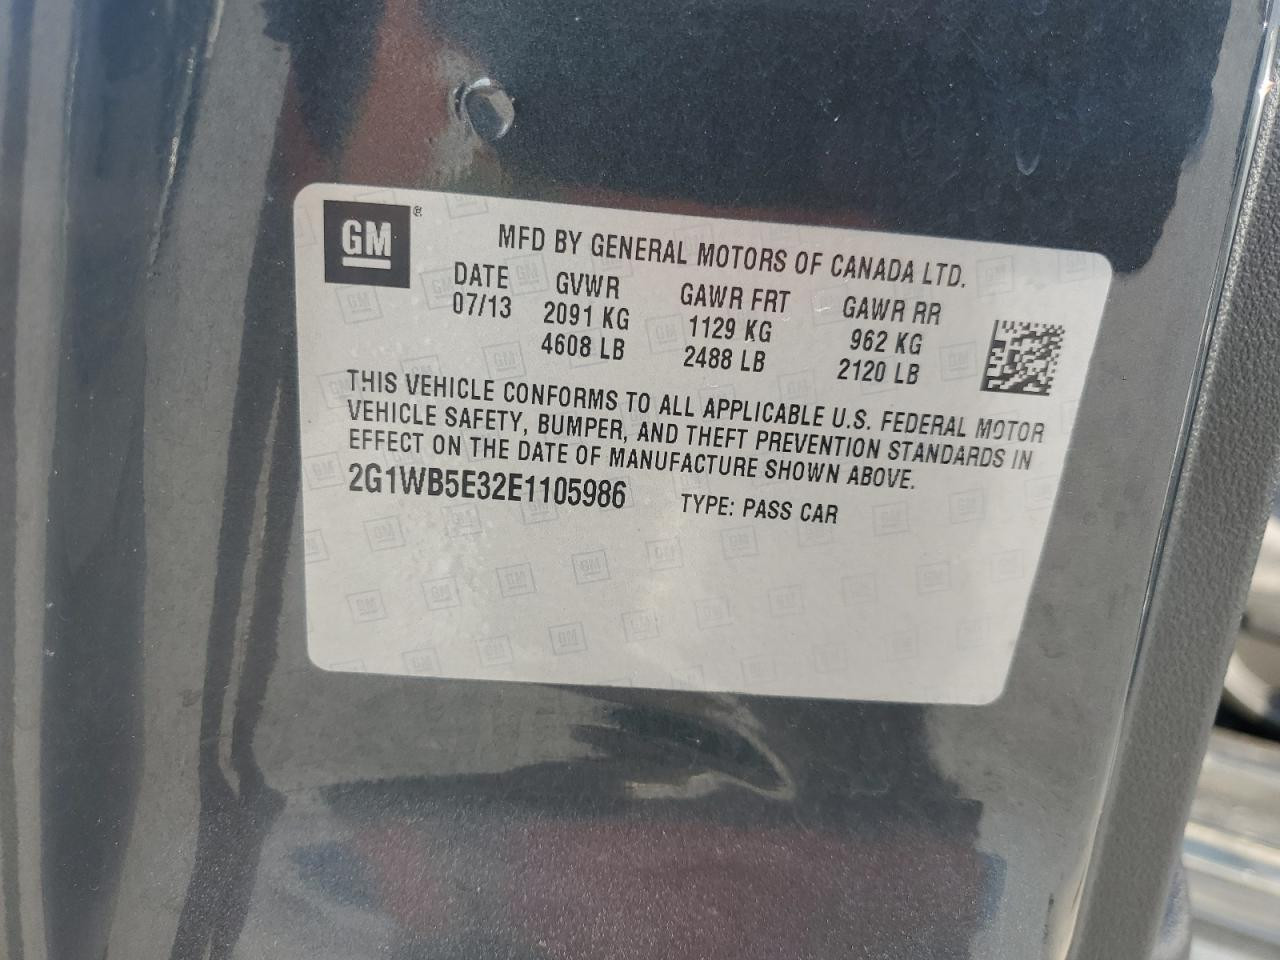 GM ®
MFD BY GENERAL MOTORS OF CANADA LTD.
DATE GVWR GAWR FRT GAWR RR
07/13 2091 KG 1129 KG 962 KG
4608 LB 2488 LB 2120 LB
THIS VEHICLE CONFORMS TO ALL APPLICABLE U.S. FEDERAL MOTOR
VEHICLE SAFETY, BUMPER, AND THEFT PREVENTION STANDARDS IN
EFFECT ON THE DATE OF MANUFACTURE SHOWN ABOVE.
2G1WB5E32E1105986 TYPE: PASS CAR